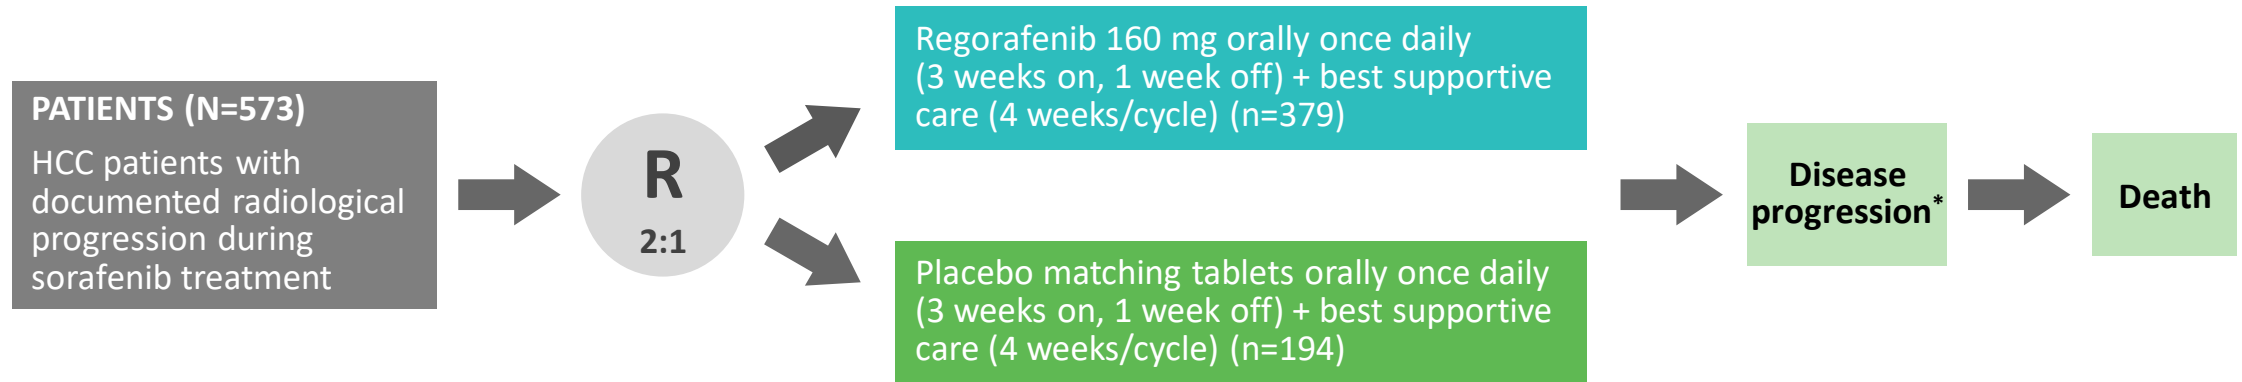 PATIENTS (N=573)
HCC patients with
documented radiological
progression during
sorafenib treatment
R
2:1
Regorafenib 160 mg orally once daily
(3 weeks on, 1 week off) + best supportive
care (4 weeks/cycle) (n=379)
Placebo matching tablets orally once daily
(3 weeks on, 1 week off) + best supportive
care (4 weeks/cycle) (n=194)
Disease
progression*
Death